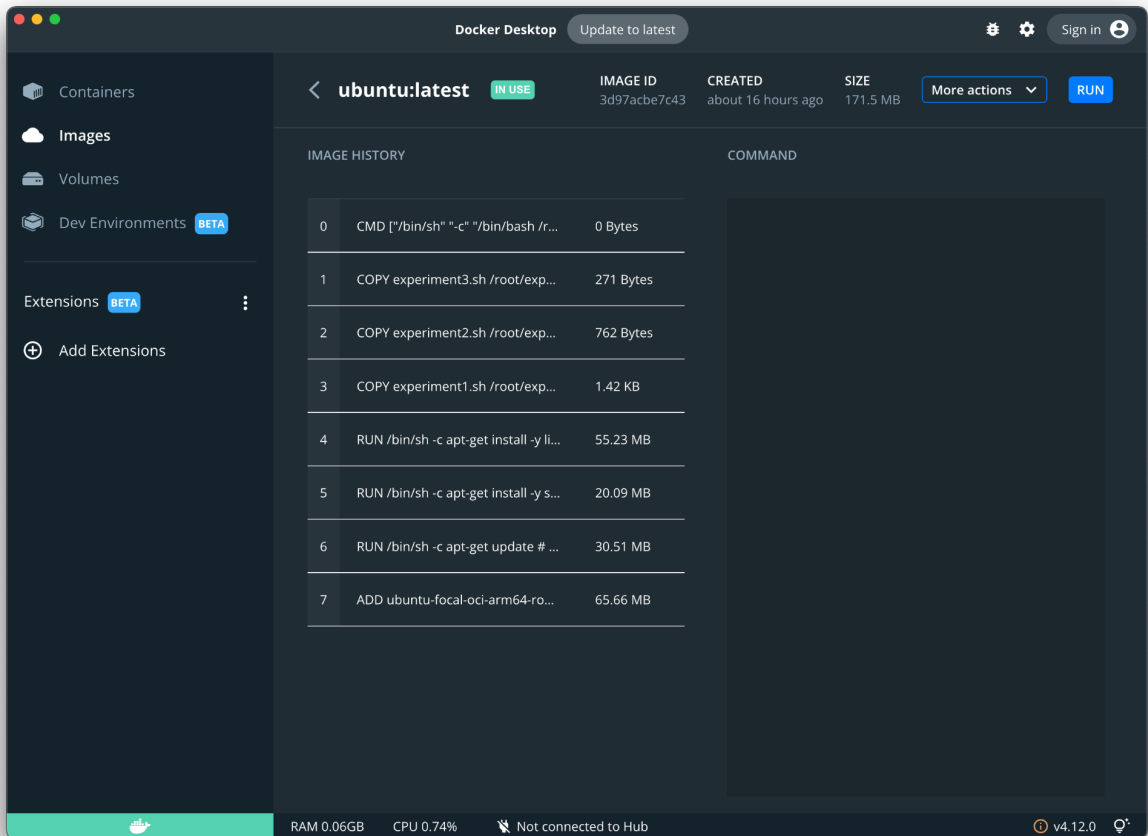 Docker Desktop Update to latest Sign in
Containers
Images
Volumes
Dev Environments BETA
Extensions BETA
Add Extensions
ubuntu:latest IN USE
IMAGE ID
3d97acbe7c43
CREATED
about 16 hours ago
SIZE
171.5 MB
More actions
RUN
IMAGE HISTORY
0 CMD ["/bin/sh" "-c" "/bin/bash /r... 0 Bytes
1 COPY experiment3.sh /root/exp... 271 Bytes
2 COPY experiment2.sh /root/exp... 762 Bytes
3 COPY experiment1.sh /root/exp... 1.42 KB
4 RUN /bin/sh -c apt-get install -y li... 55.23 MB
5 RUN /bin/sh -c apt-get install -y s... 20.09 MB
6 RUN /bin/sh -c apt-get update # ... 30.51 MB
7 ADD ubuntu-focal-oci-arm64-ro... 65.66 MB
COMMAND
RAM 0.06GB CPU 0.74% Not connected to Hub v4.12.0